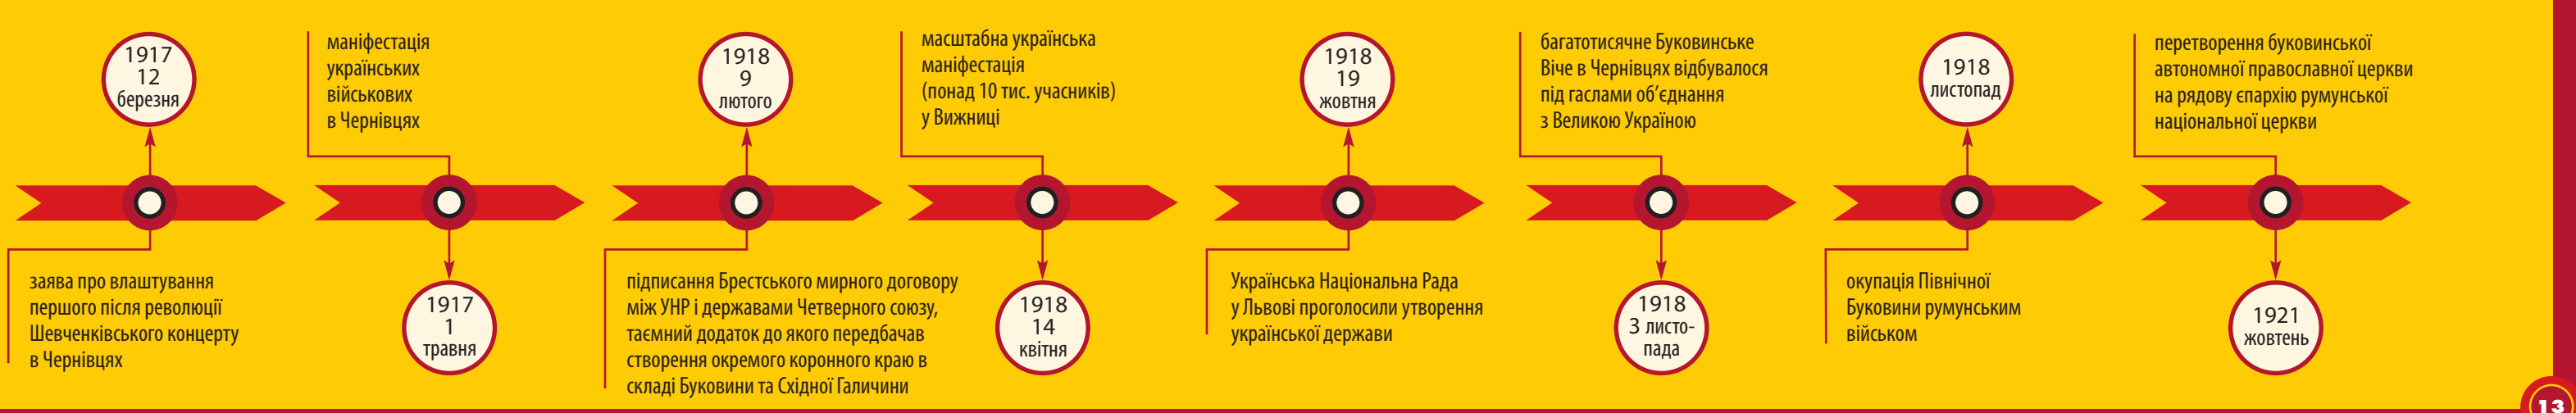 1917
12
березня
заява про влаштування
першого після революції
Шевченківського концерту
в Чернівцях
маніфестація
українських
військових
в Чернівцях
1917
1
травня
1918
9
лютого
підписання Брестського мирного договору
між УНР і державами Четверного союзу,
таємний додаток до якого передбачав
створення окремого коронного краю в
складі Буковини та Східної Галичини
масштабна українська
маніфестація
(понад 10 тис. учасників)
у Вижниці
1918
14
квітня
1918
19
жовтня
Українська Національна Рада
у Львові проголосили утворення
української держави
багатотисячне Буковинське
Віче в Чернівцях відбувалося
під гаслами об’єднання
з Великою Україною
1918
3 листо-
пада
1918
листопад
окупація Північної
Буковини румунським
військом
перетворення буковинської
автономної православної церкви
на рядову єпархію румунської
національної церкви
1921
жовтень
13